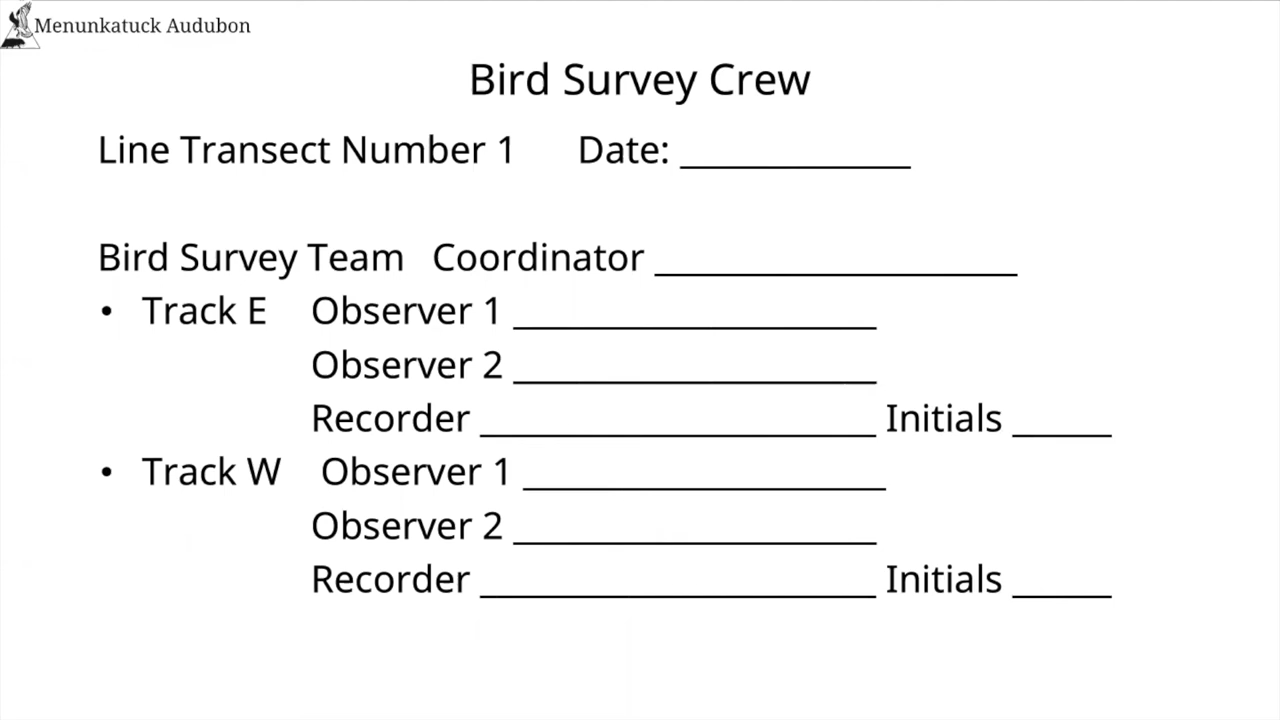 Menunkatuck Audubon
Bird Survey Crew
Line Transect Number 1 Date: ______________
Bird Survey Team Coordinator ______________________
• Track E Observer 1 ______________________
Observer 2 ______________________
Recorder ________________________ Initials ______
• Track W Observer 1 ______________________
Observer 2 ______________________
Recorder ________________________ Initials ______